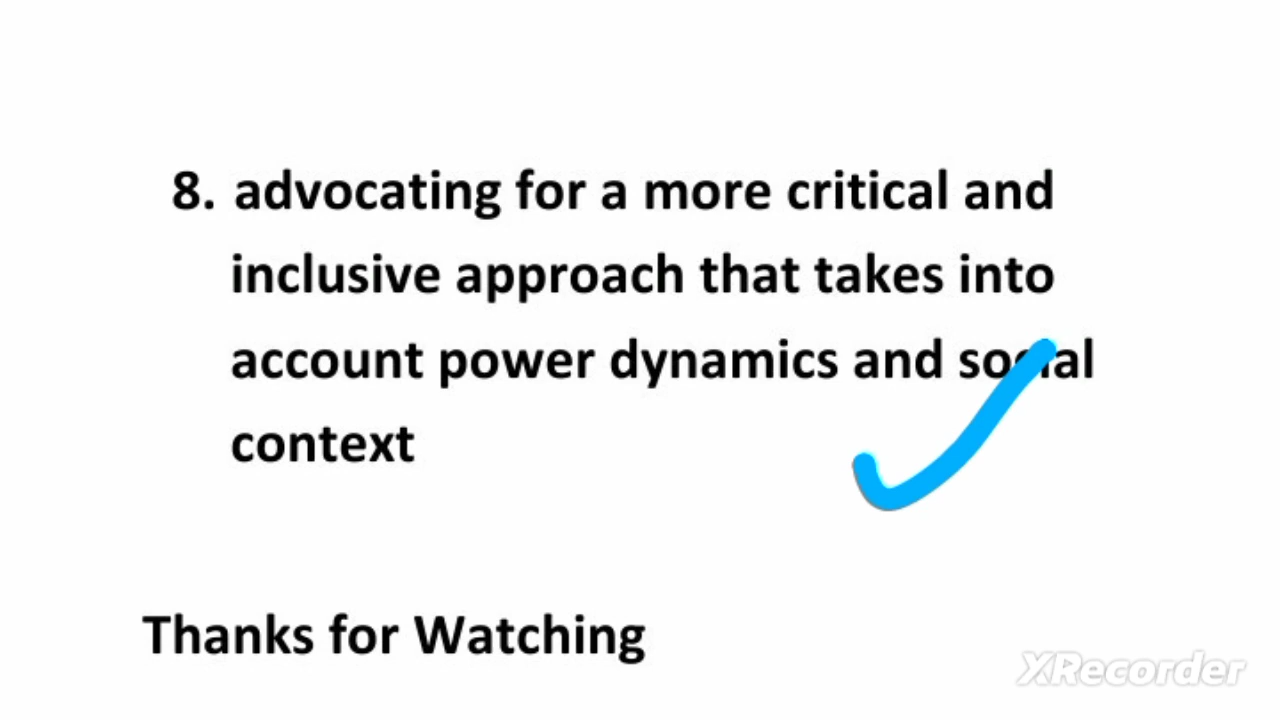 8. advocating for a more critical and
inclusive approach that takes into
account power dynamics and social
context
Thanks for Watching
XRecorder